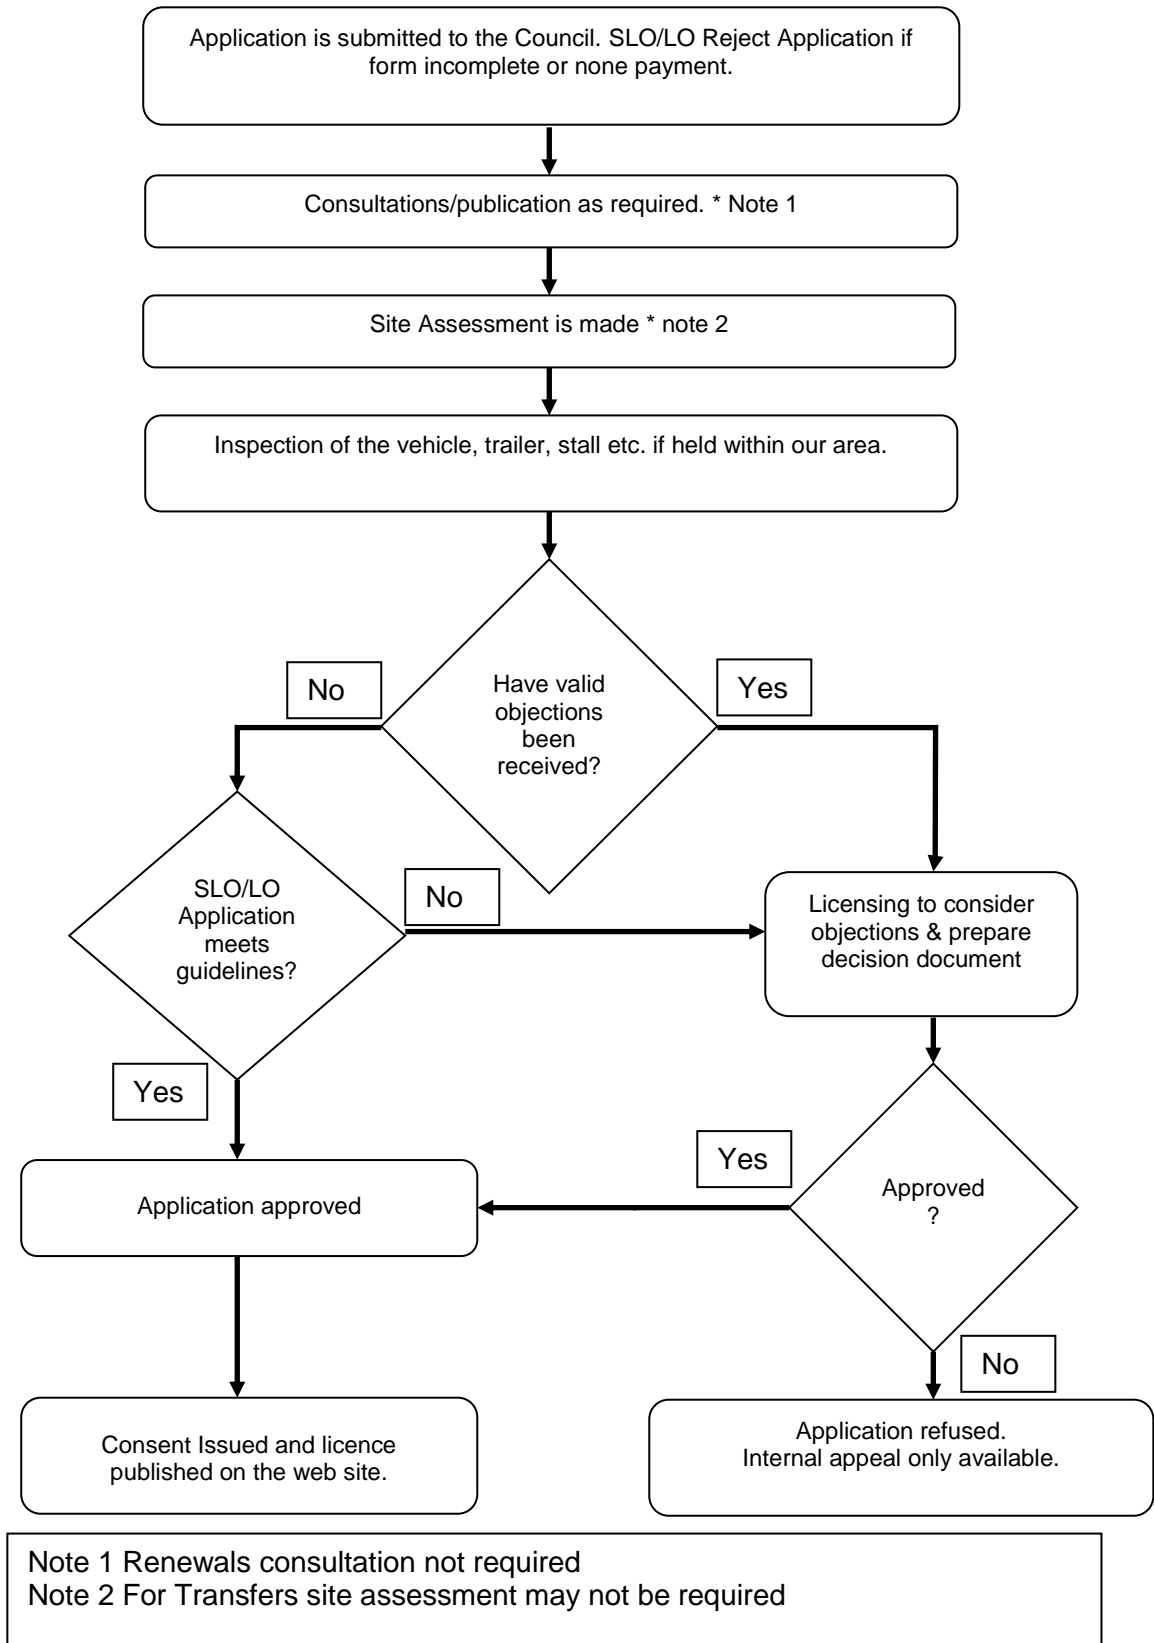 Application is submitted to the Council. SLO/LO Reject Application if
form incomplete or none payment.
Consultations/publication as required. * Note 1
Site Assessment is made * note 2
Inspection of the vehicle, trailer, stall etc. if held within our area.
No
Have valid
objections
been
received?
Yes
SLO/LO
Application
meets
guidelines?
No
Licensing to consider
objections & prepare
decision document
Yes
Application approved
Yes
Approved
?
No
Consent Issued and licence
published on the web site.
Application refused.
Internal appeal only available.
Note 1 Renewals consultation not required
Note 2 For Transfers site assessment may not be required